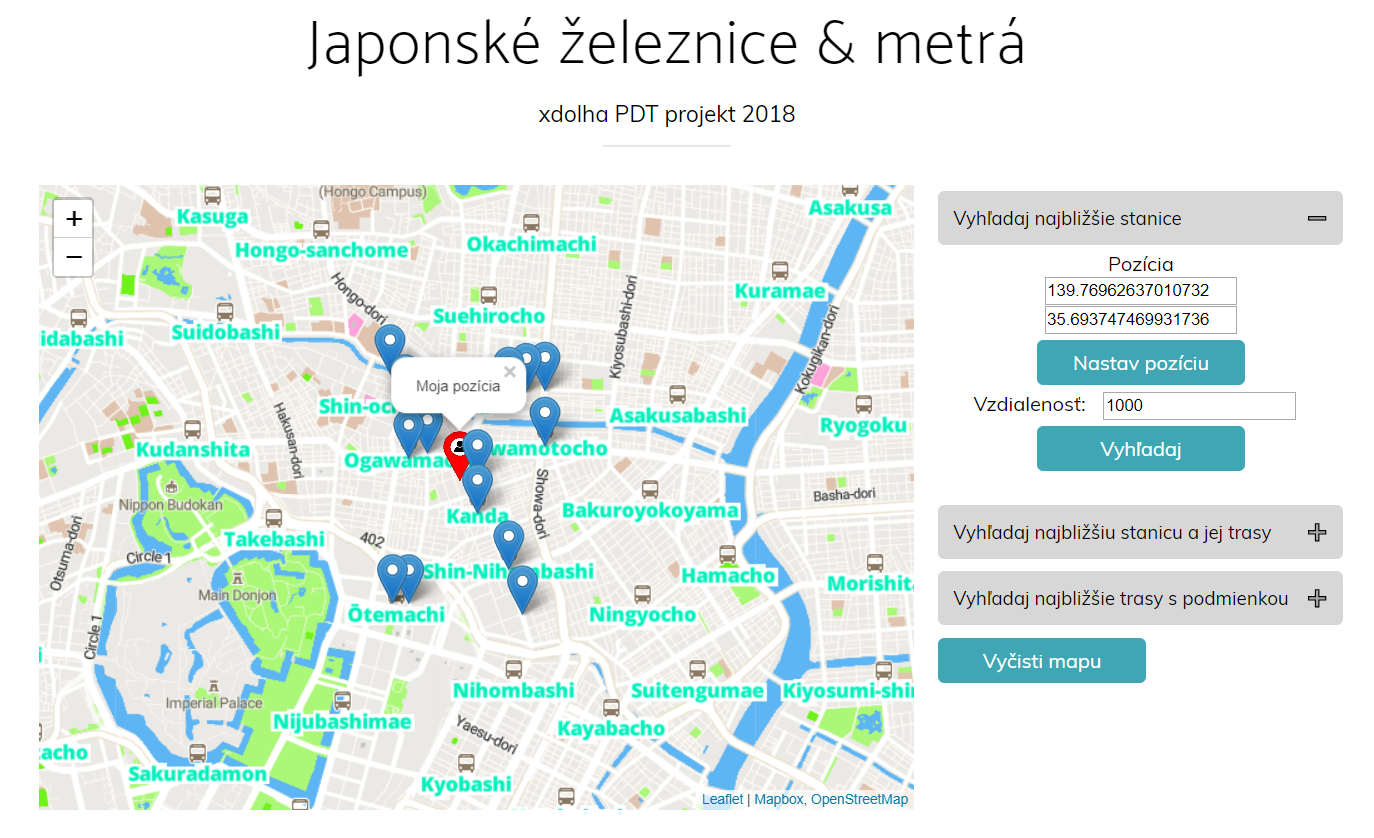 Japonské železnice & metrá
xdolha PDT projekt 2018
+
−
(Hongo Campus)
Kasuga
Asakusa
Hongo-sanchome
Okachimachi
Hongo-dori
Kuramae
Suehirocho
Kiyosubashi-dori
Kokugikan-dori
idabashi
Suidobashi
Moja pozícia
×
Shin-oc
Hakusan-dori
Asakusabashi
Ryogoku
Kudanshita
Ogawamac
wamotocho
Nippon Budokan
Showa-dori
Basha-dori
Kanda
Bakuroyokoyama
Otsuma-dori
Takebashi
402
Circle 1
Shin-Nih
mbashi
Hamacho
Morishita
Main Donjon
Ōtemachi
Ningyocho
Circle 1
Imperial Palace
Nihombashi
Suitengumae
Kiyosumi-shir
Nijubashimae
Kayabacho
Yaesu-dori
acho
Sakuradamon
Kyobashi
Leaflet | Mapbox, OpenStreetMap
Vyhľadaj najbližšie stanice
Pozícia
139.76962637010732
35.693747469931736
Nastav pozíciu
Vzdialenosť: 1000
Vyhľadaj
Vyhľadaj najbližšiu stanicu a jej trasy
Vyhľadaj najbližšie trasy s podmienkou
Vyčisti mapu